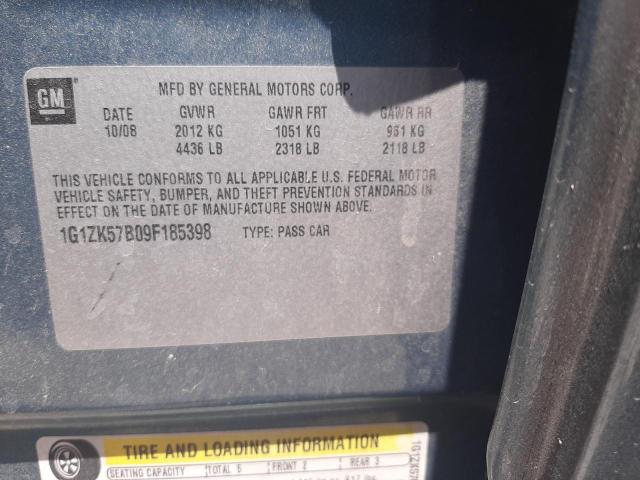 GM
MFD BY GENERAL MOTORS CORP.
DATE GVWR GAWR FRT GAWR RR
10/08 2012 KG 1051 KG 961 KG
4436 LB 2318 LB 2118 LB
THIS VEHICLE CONFORMS TO ALL APPLICABLE U.S. FEDERAL MOTOR
VEHICLE SAFETY, BUMPER, AND THEFT PREVENTION STANDARDS IN
EFFECT ON THE DATE OF MANUFACTURE SHOWN ABOVE.
1G1ZK57B09F185398 TYPE: PASS CAR
TIRE AND LOADING INFORMATION
SEATING CAPACITY TOTAL 5 FRONT 2 REAR 3
1G1ZK57